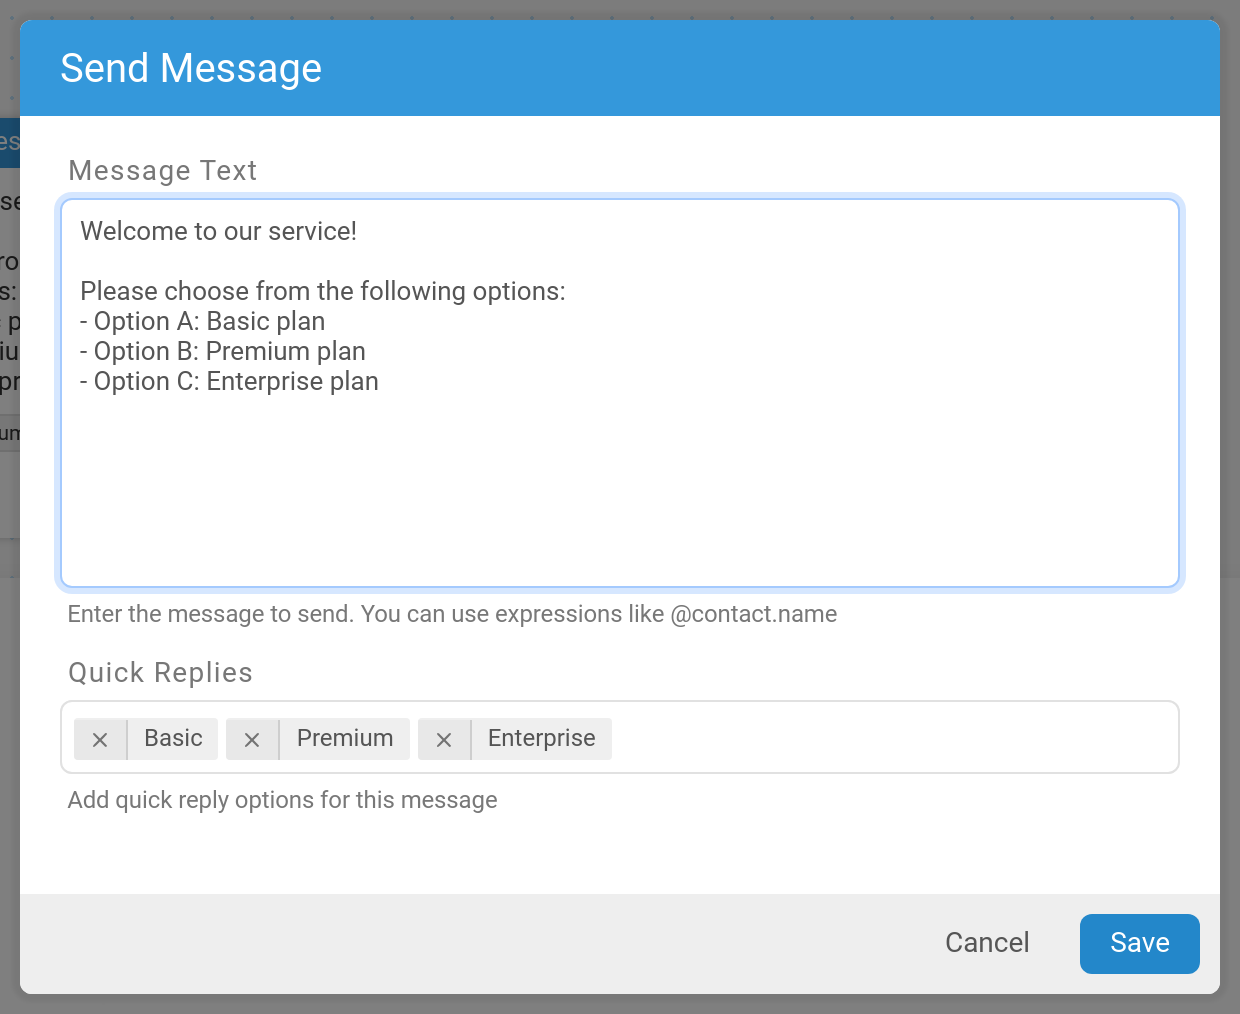 Send Message
Message Text
Welcome to our service!
Please choose from the following options:
- Option A: Basic plan
- Option B: Premium plan
- Option C: Enterprise plan
Enter the message to send. You can use expressions like @contact.name
Quick Replies
Basic
Premium
Enterprise
Add quick reply options for this message
Cancel
Save